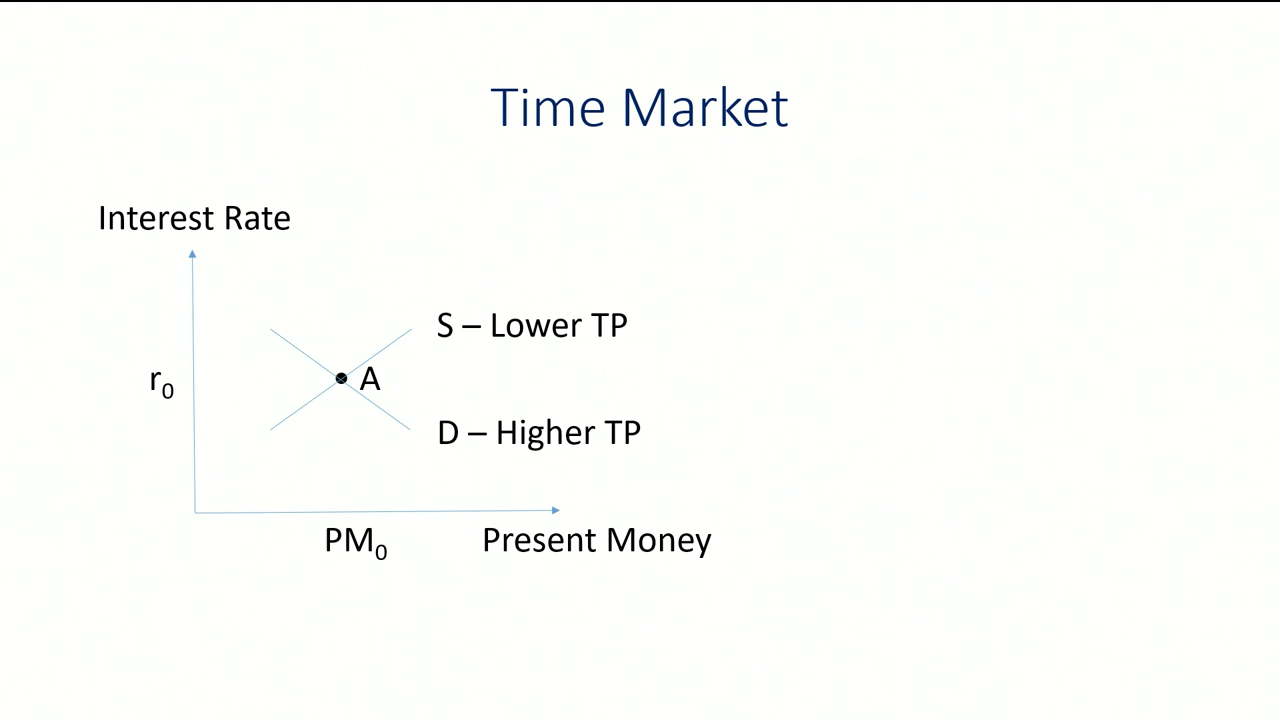 Time Market
Interest Rate
S – Lower TP
r₀
A
D – Higher TP
PM₀
Present Money